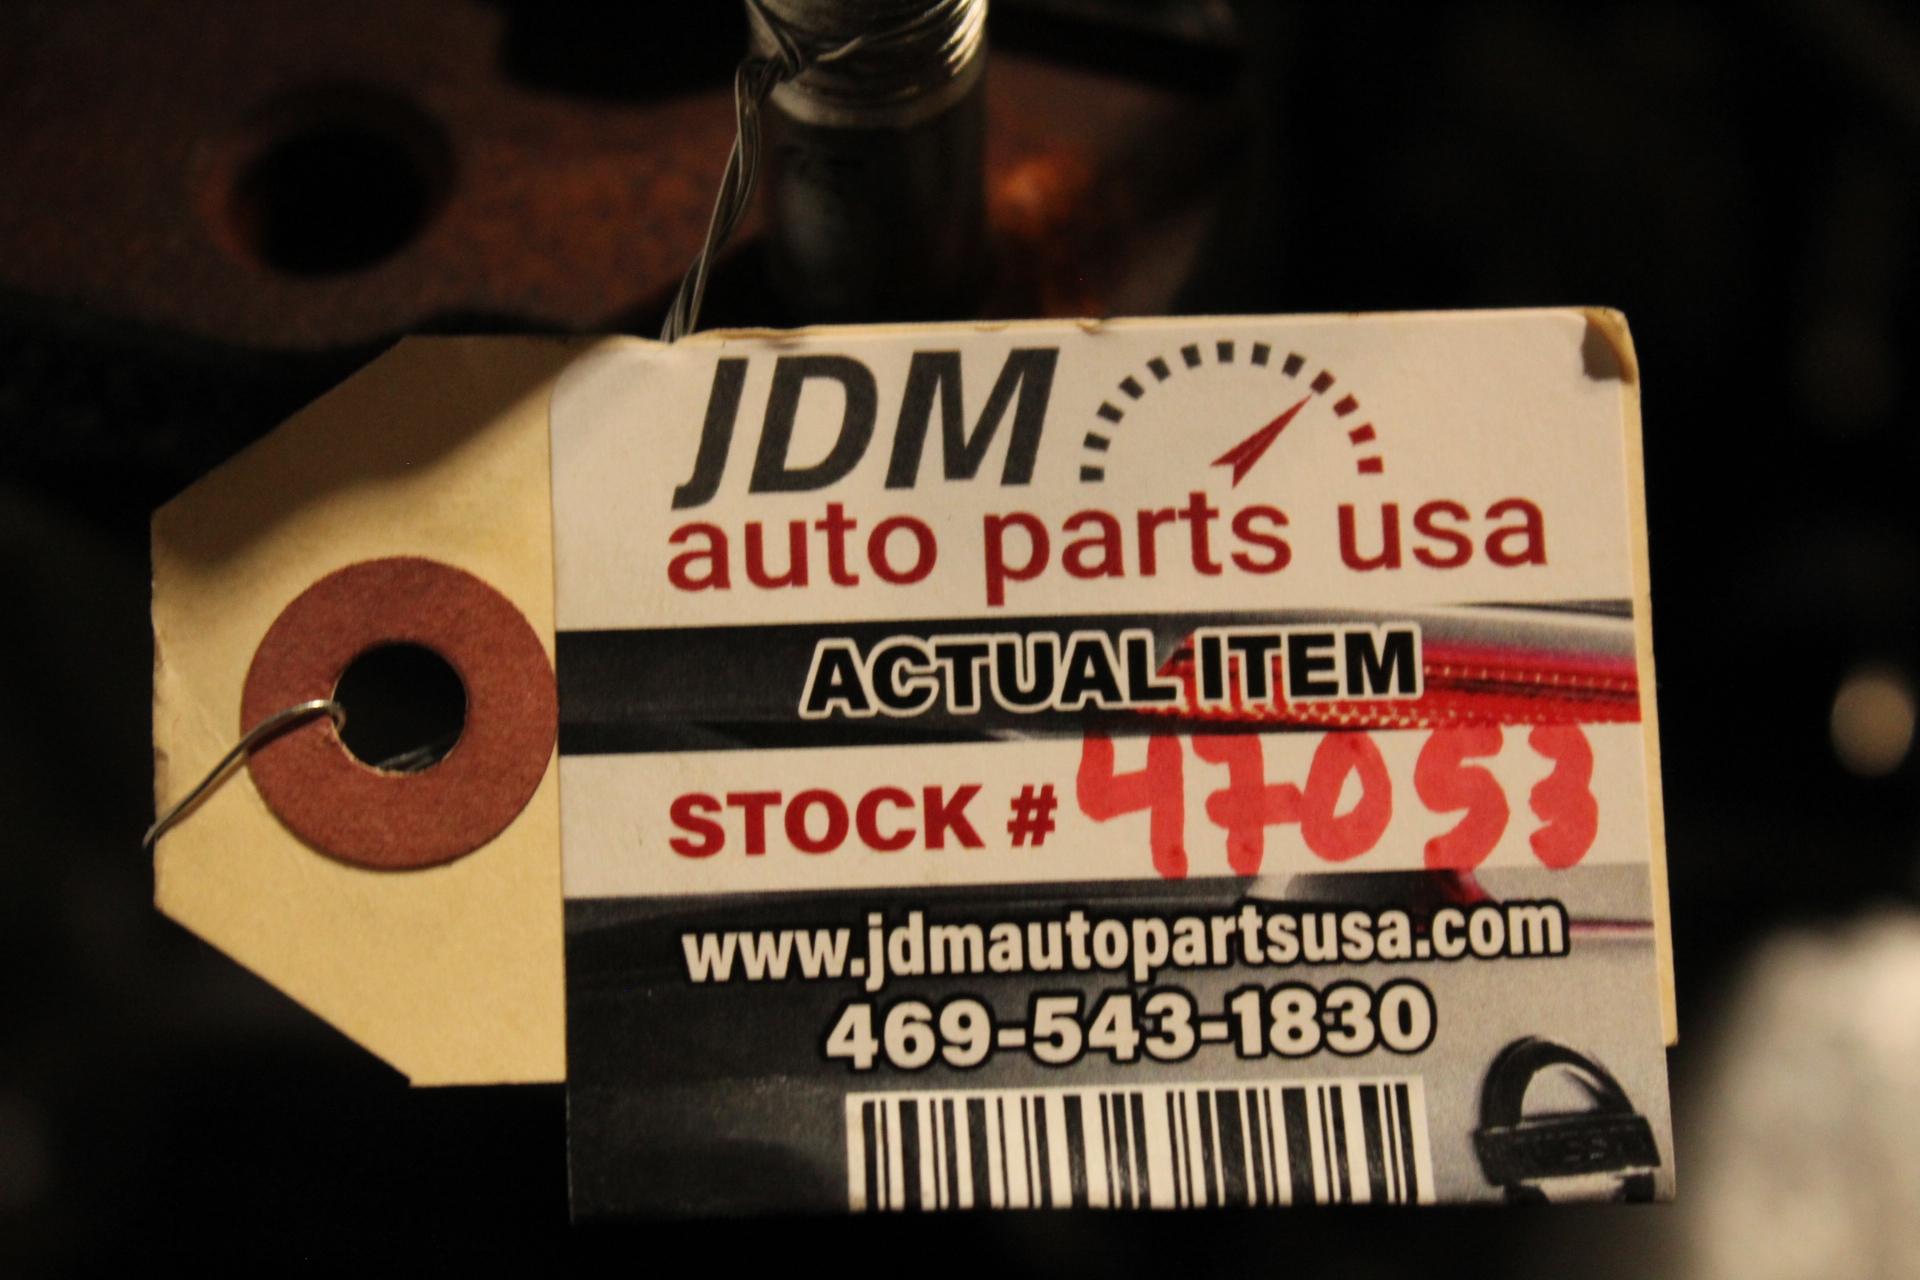 JDM
auto parts usa
ACTUAL ITEM
STOCK # 47053
www.jdmautopartsusa.com
469-543-1830